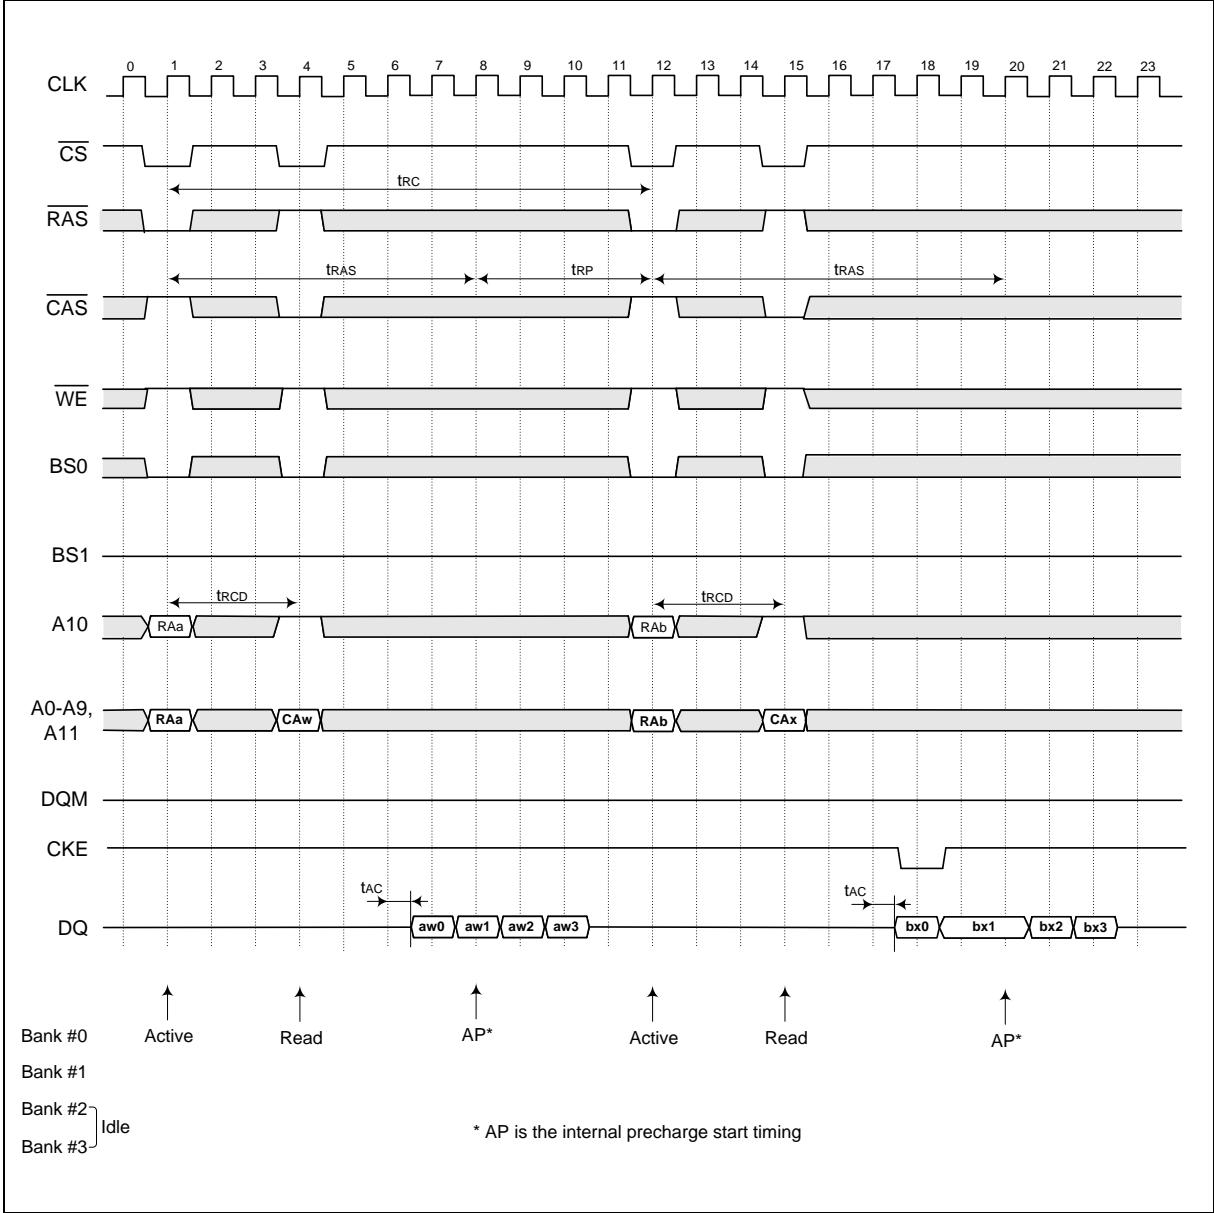 0 1 2 3 4 5 6 7 8 9 10 11 12 13 14 15 16 17 18 19 20 21 22 23
CLK
CS
tRC
RAS
tRAS tRP tRAS
CAS
WE
BS0
BS1
tRCD tRCD
A10 RAa RAb
A0-A9,
A11
RAa CAw RAb CAx
DQM
CKE
tAC tAC
DQ aw0 aw1 aw2 aw3 bx0 bx1 bx2 bx3
Bank #0 Active Read AP* Active Read AP*
Bank #1
Bank #2
Idle
Bank #3
* AP is the internal precharge start timing